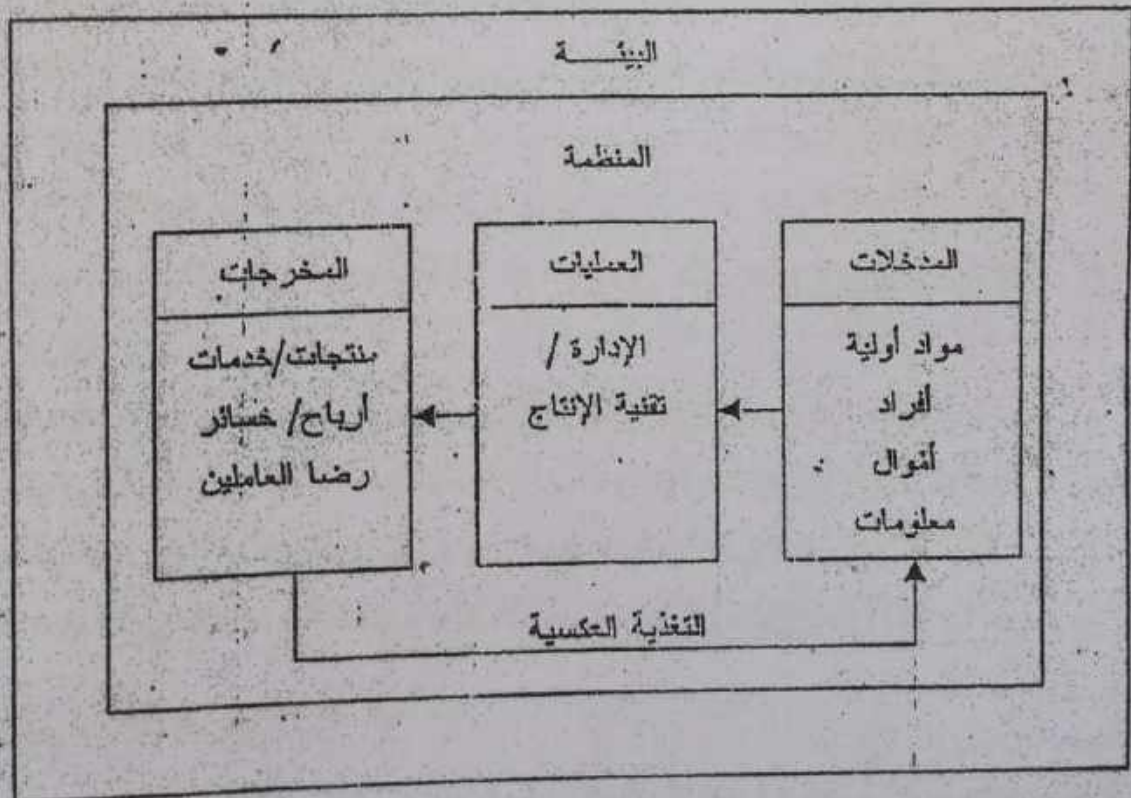 البيئـــة
المنظمة
المدخلات
مواد أولية
أفراد
أموال
معلومات
العمليات
الإدارة /
تقنية الإنتاج
المخرجات
منتجات/خدمات
أرباح/ خسائر
رضا العاملين
التغذية العكسية